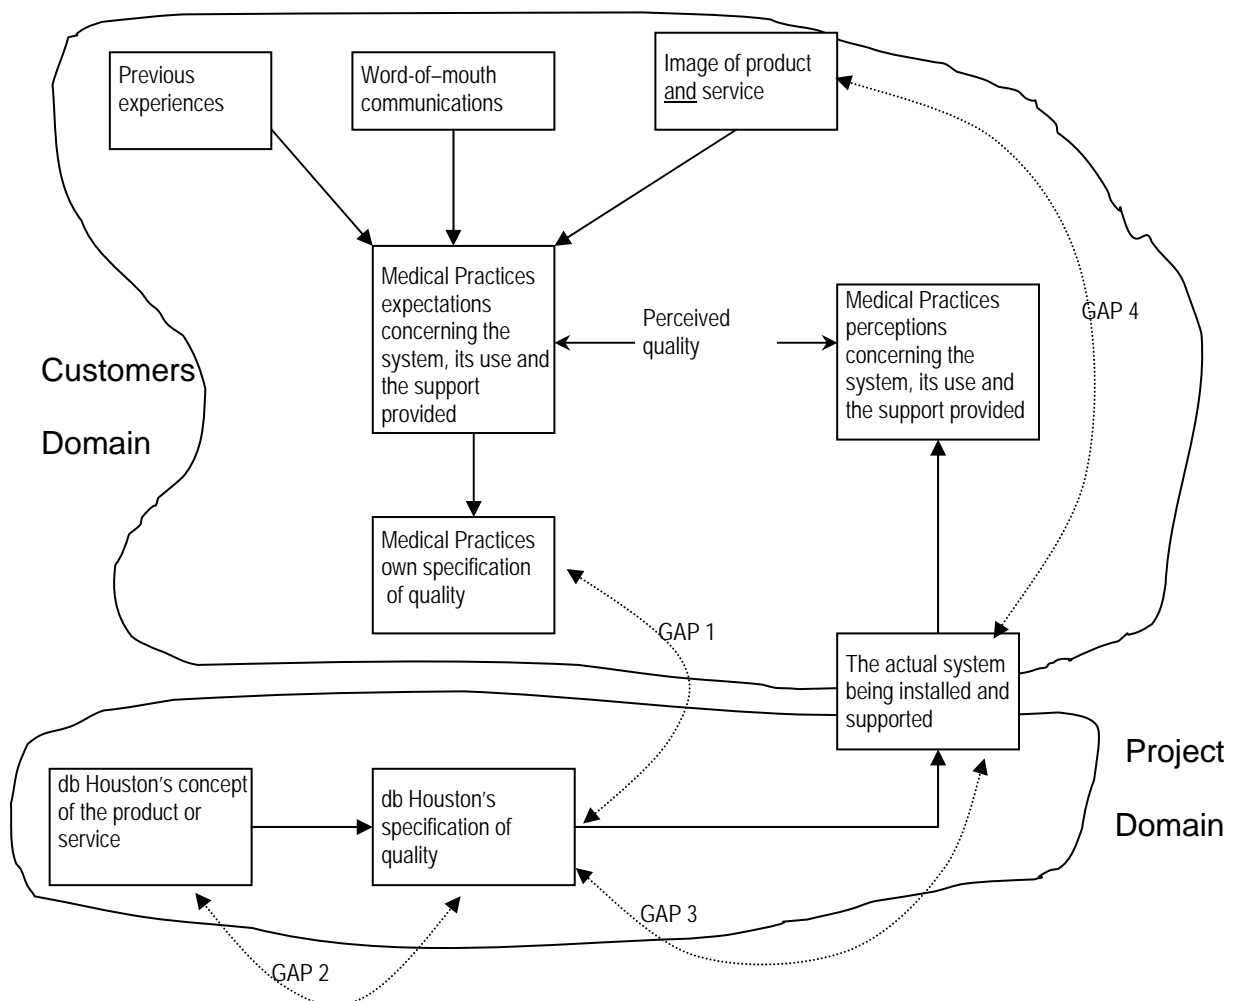 Previous
experiences
Word-of–mouth
communications
Image of product
and service
Medical Practices
expectations
concerning the
system, its use and
the support
provided
Perceived
quality
Medical Practices
perceptions
concerning the
system, its use and
the support provided
GAP 4
Customers
Domain
Medical Practices
own specification
of quality
GAP 1
The actual system
being installed and
supported
Project
Domain
db Houston's concept
of the product or
service
db Houston's
specification of
quality
GAP 3
GAP 2